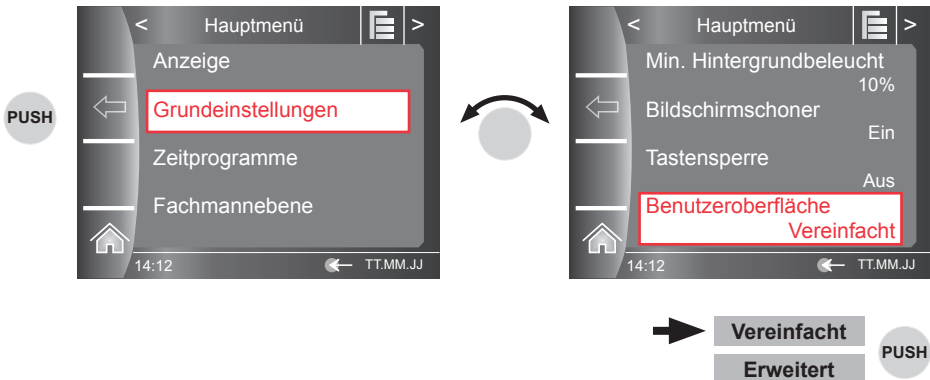 PUSH
< Hauptmenü >
Anzeige
Grundeinstellungen
Zeitprogramme
Fachmannebene
14:12 TT.MM.JJ
< Hauptmenü >
Min. Hintergrundbeleucht
10%
Bildschirmschoner
Ein
Tastensperre
Aus
Benutzeroberfläche
Vereinfacht
14:12 TT.MM.JJ
Vereinfacht
PUSH
Erweitert